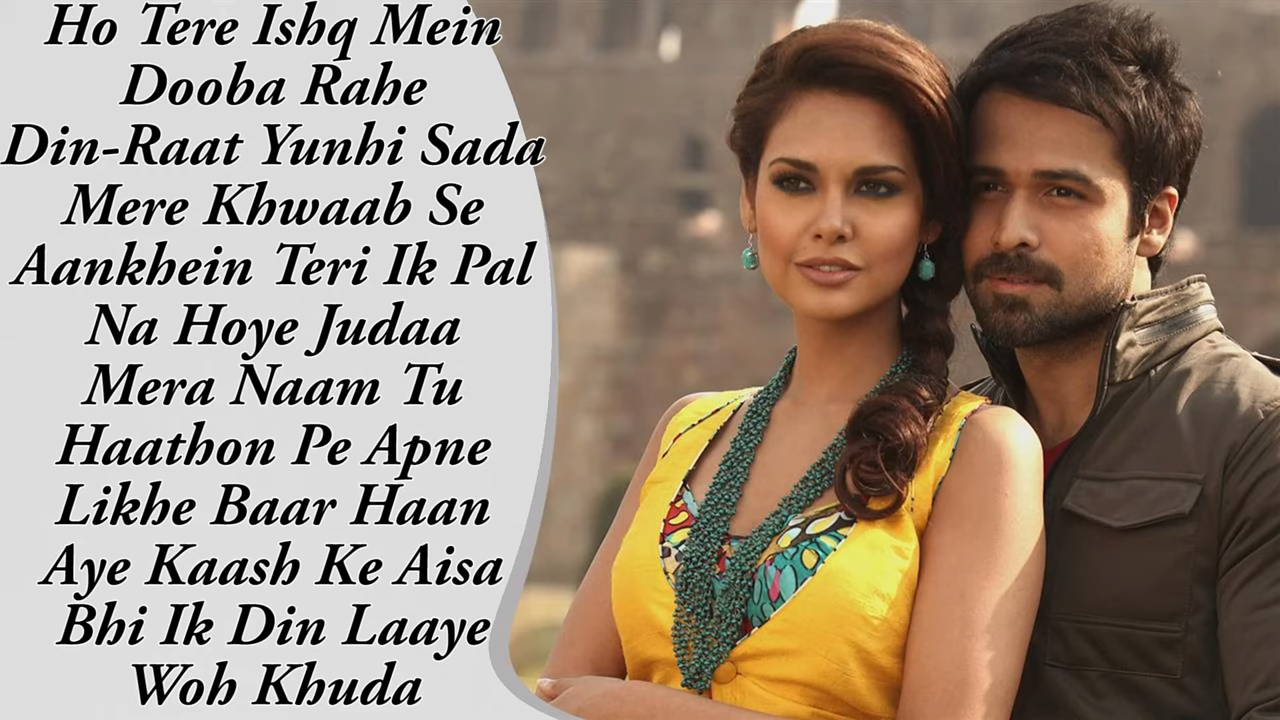 Ho Tere Ishq Mein
Dooba Rahe
Din-Raat Yunhi Sada
Mere Khwaab Se
Aankhein Teri Ik Pal
Na Hoye Judaa
Mera Naam Tu
Haathon Pe Apne
Likhe Baar Haan
Aye Kaash Ke Aisa
Bhi Ik Din Laaye
Woh Khuda